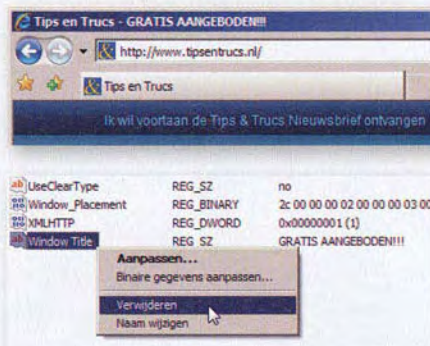 Tips en Trucs - GRATIS AANGEBODEN!!!
http://www.tipsentrucs.nl/
Tips en Trucs
Ik wil voortaan de Tips & Trucs Nieuwsbrief ontvangen
UseClearType REG_SZ no
Window_Placement REG_BINARY 2c 00 00 00 02 00 00 00 03 00
XMLHTTP REG_DWORD 0x00000001 (1)
Window Title REG_SZ GRATIS AANGEBODEN!!!
Aanpassen...
Binaire gegevens aanpassen...
Verwijderen
Naam wijzigen